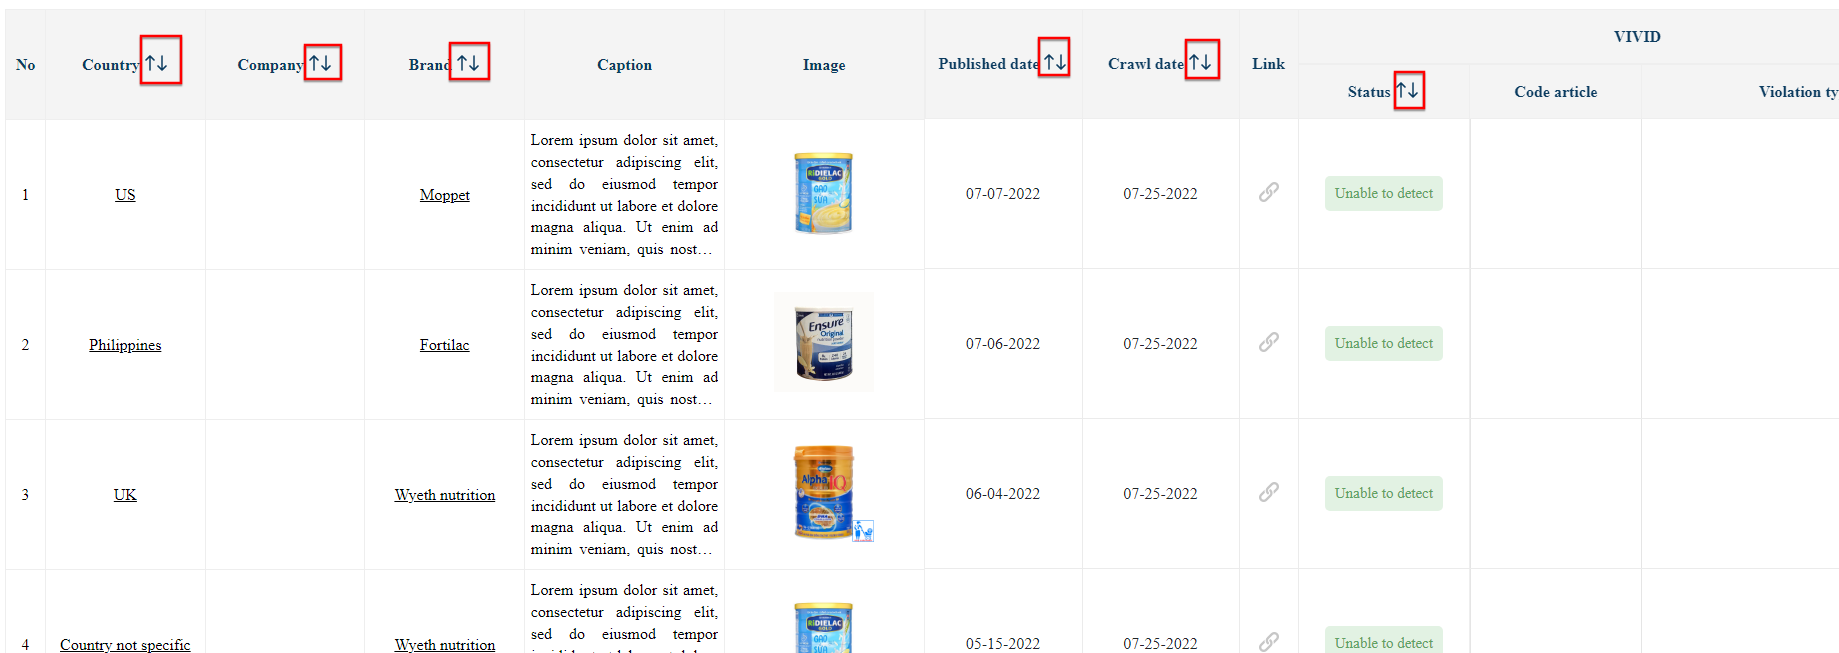 No Country Company Brand Caption Image Published date Crawl date Link VIVID
Status Code article Violation ty
1 US Moppet Lorem ipsum dolor sit amet,
consectetur adipiscing elit,
sed do eiusmod tempor
incididunt ut labore et dolore
magna aliqua. Ut enim ad
minim veniam, quis nost...
RiDIELAC
GOLD
GẠO
SỮA
07-07-2022 07-25-2022 Unable to detect
2 Philippines Fortilac Lorem ipsum dolor sit amet,
consectetur adipiscing elit,
sed do eiusmod tempor
incididunt ut labore et dolore
magna aliqua. Ut enim ad
minim veniam, quis nost...
Ensure
Original
07-06-2022 07-25-2022 Unable to detect
3 UK Wyeth nutrition Lorem ipsum dolor sit amet,
consectetur adipiscing elit,
sed do eiusmod tempor
incididunt ut labore et dolore
magna aliqua. Ut enim ad
minim veniam, quis nost...
Alpha
IQ
06-04-2022 07-25-2022 Unable to detect
4 Country not specific Wyeth nutrition Lorem ipsum dolor sit amet,
consectetur adipiscing elit,
sed do eiusmod tempor
RiDIELAC
GOLD
GẠO
SỮA
05-15-2022 07-25-2022 Unable to detect